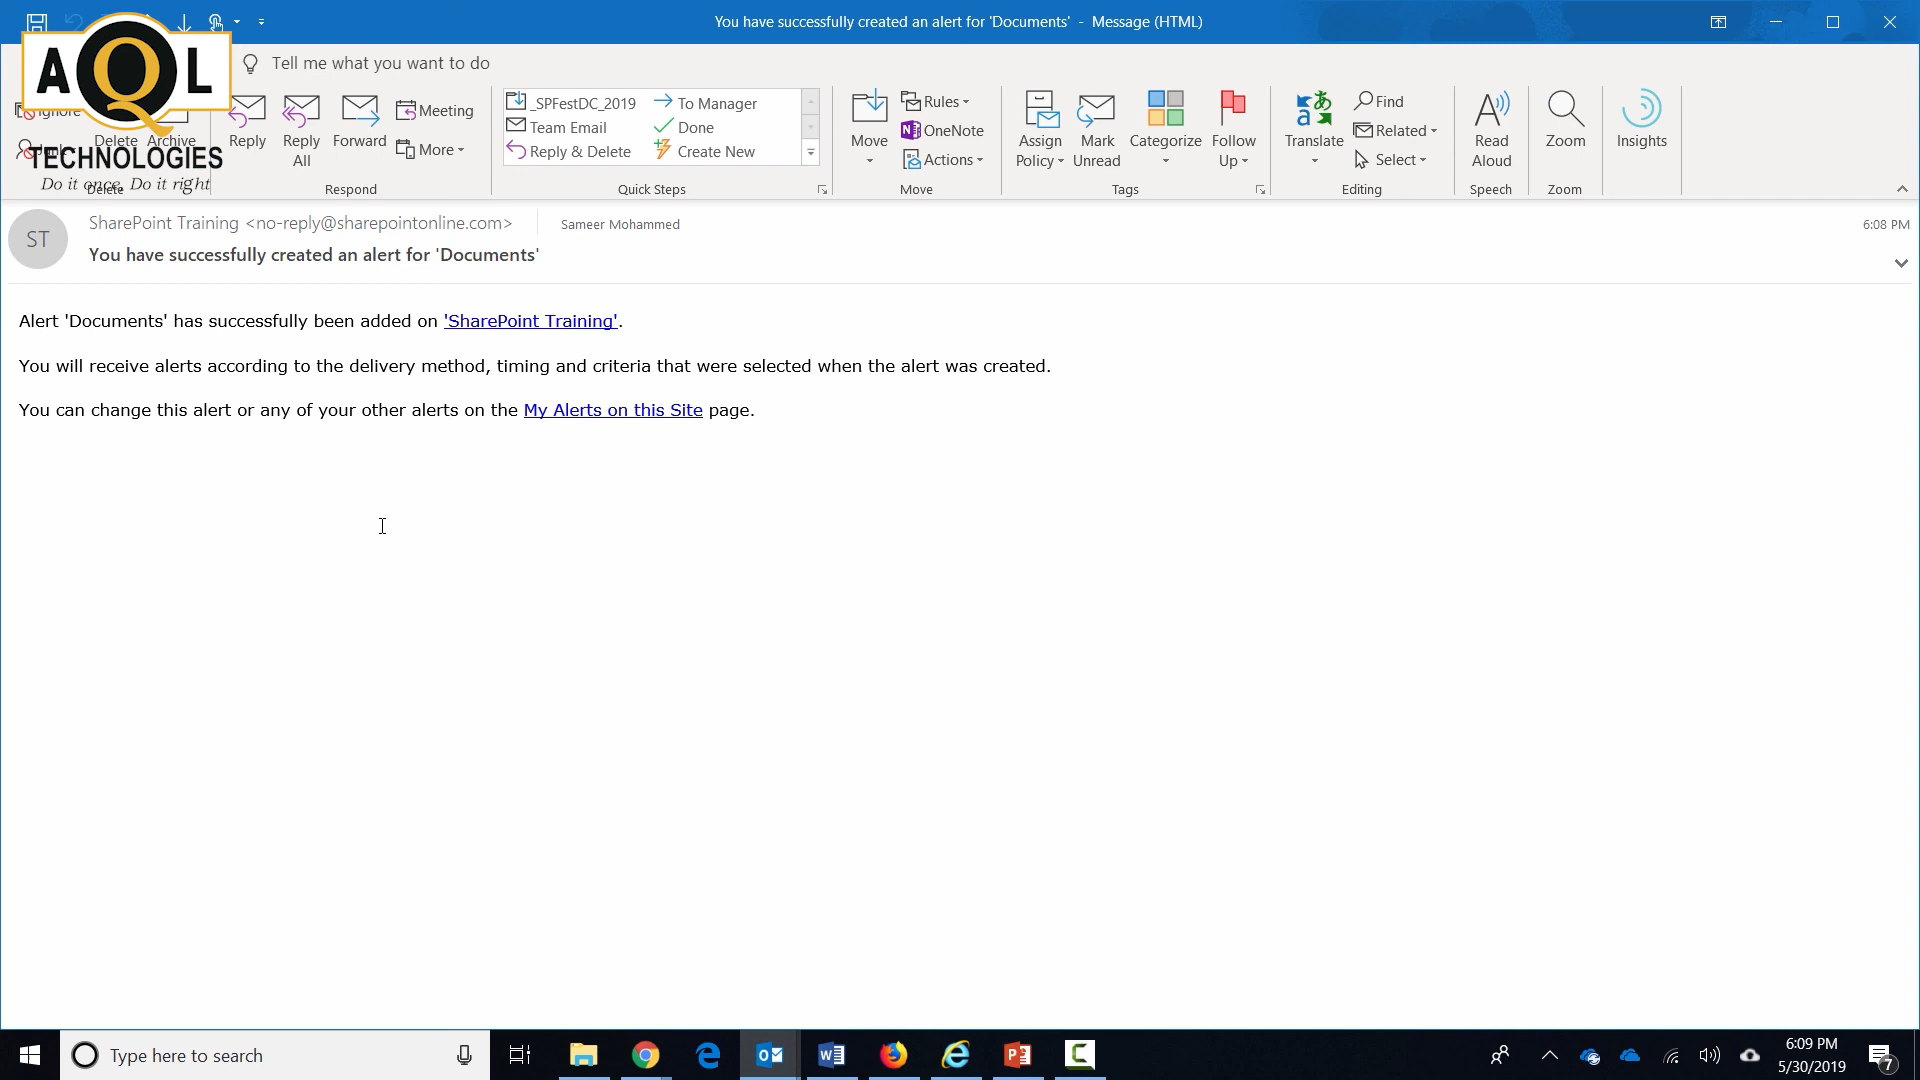 You have successfully created an alert for 'Documents' - Message (HTML)
AQL
TECHNOLOGIES
Do it once, Do it right
Tell me what you want to do
Ignore
Delete
Archive
Reply
Reply All
Forward
Meeting
More
_SPFestDC_2019
To Manager
Team Email
Done
Reply & Delete
Create New
Move
Rules
OneNote
Actions
Assign Policy
Mark Unread
Categorize
Follow Up
Translate
Find
Related
Select
Read Aloud
Zoom
Insights
Delete
Respond
Quick Steps
Move
Tags
Editing
Speech
Zoom
ST
SharePoint Training <no-reply@sharepointonline.com>
Sameer Mohammed
6:08 PM
You have successfully created an alert for 'Documents'
Alert 'Documents' has successfully been added on 'SharePoint Training'.
You will receive alerts according to the delivery method, timing and criteria that were selected when the alert was created.
You can change this alert or any of your other alerts on the My Alerts on this Site page.
Type here to search
6:09 PM
5/30/2019
7